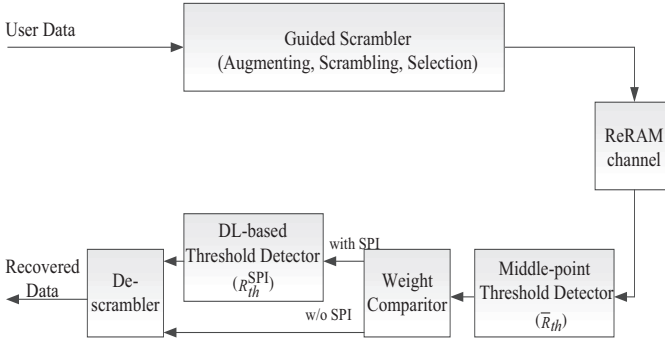 User Data
Guided Scrambler
(Augmenting, Scrambling, Selection)
ReRAM
channel
DL-based
Threshold Detector
(R_th^SPI)
with SPI
Weight
Comparitor
w/o SPI
Middle-point
Threshold Detector
(R̅_th)
De-
scrambler
Recovered
Data